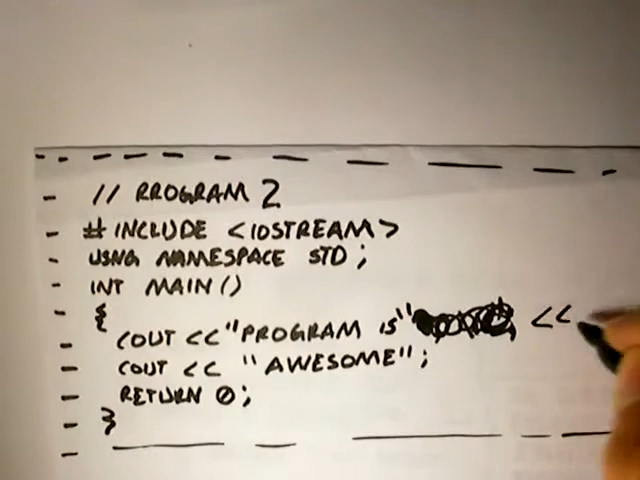 // PROGRAM 2
# INCLUDE <IOSTREAM>
USING NAMESPACE STD;
INT MAIN()
{
COUT <<"PROGRAM IS" <<
COUT << "AWESOME";
RETURN 0;
}